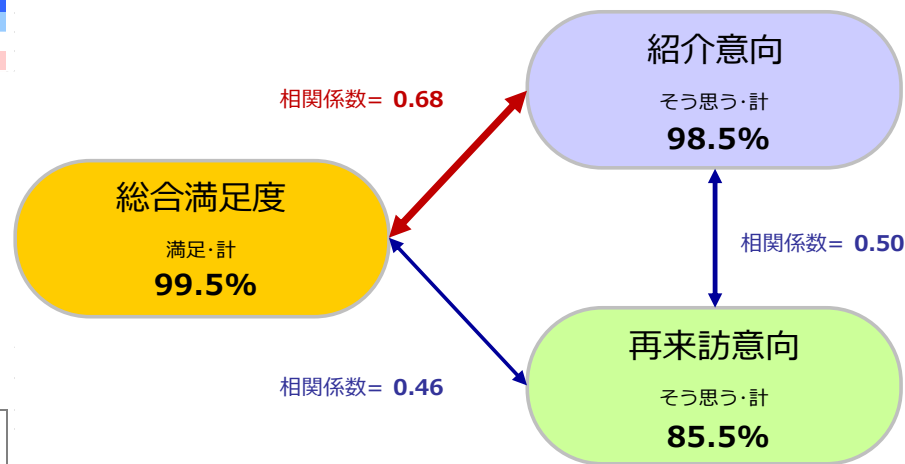 紹介意向
そう思う・計
98.5%
相関係数= 0.68
総合満足度
満足・計
99.5%
相関係数= 0.50
再来訪意向
そう思う・計
85.5%
相関係数= 0.46